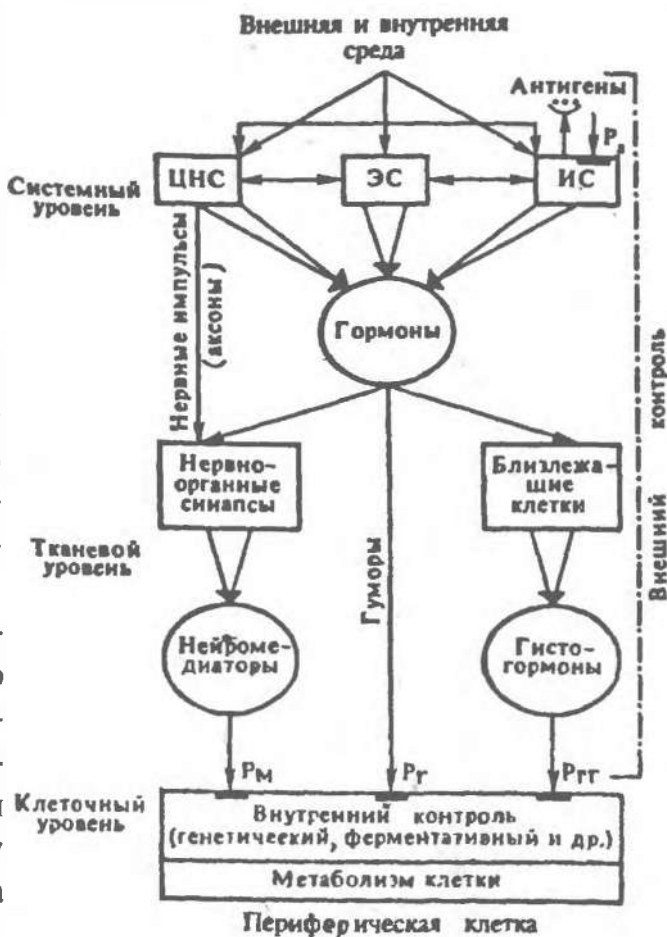 Внешняя и внутренняя
среда
Антигены
Р
ЦНС
ЭС
ИС
Системный
уровень
Нервные импульсы
(аксоны)
Гормоны
Внешний контроль
Нервно-
органные
синапсы
Близлежа-
щие
клетки
Тканевой
уровень
Гуморы
Нейроме-
диаторы
Гисто-
гормоны
Рм
Рг
Ргг
Клеточный
уровень
Внутренний контроль
(генетический, ферментативный и др.)
Метаболизм клетки
Периферическая клетка